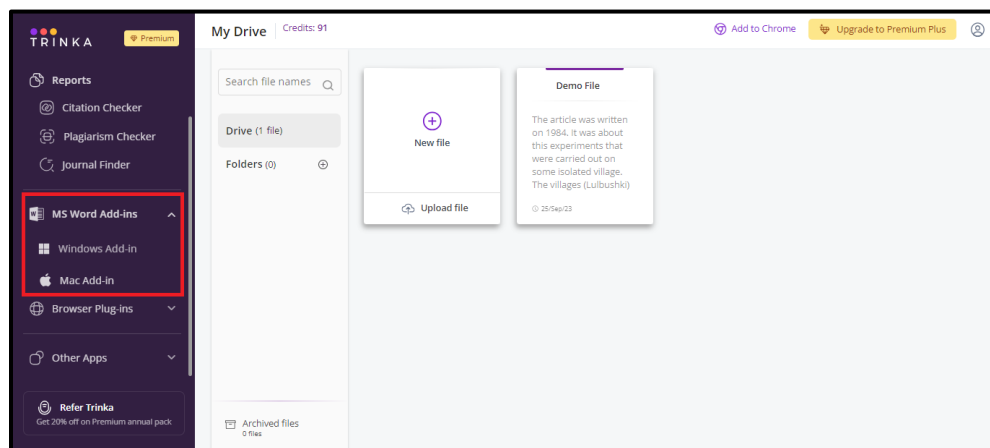 TRINKA
Premium
Reports
Citation Checker
Plagiarism Checker
Journal Finder
MS Word Add-ins
Windows Add-in
Mac Add-in
Browser Plug-ins
Other Apps
Refer Trinka
Get 20% off on Premium annual pack
My Drive
Credits: 91
Add to Chrome
Upgrade to Premium Plus
Search file names
Drive (1 file)
Folders (0)
Archived files
0 files
New file
Upload file
Demo File
The article was written
on 1984. It was about
this experiments that
were carried out on
some isolated village.
The villages (Lulbushki)
25/Sep/23